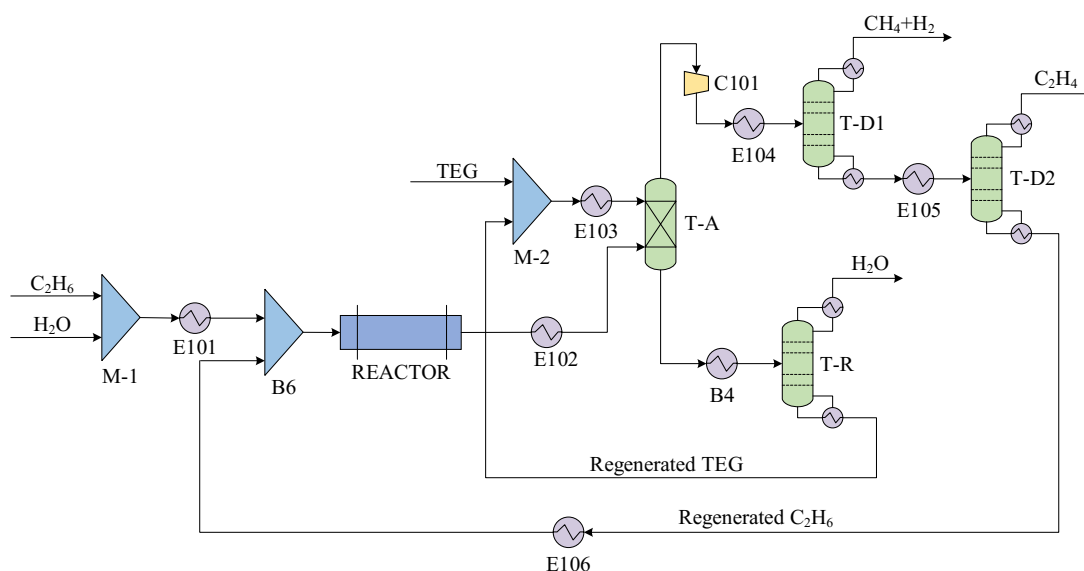 CH₄+H₂
C101
C₂H₄
T-D1
E104
T-D2
TEG
E105
E103
T-A
M-2
H₂O
C₂H₆
H₂O
E101
E102
M-1
REACTOR
T-R
B6
B4
Regenerated TEG
Regenerated C₂H₆
E106